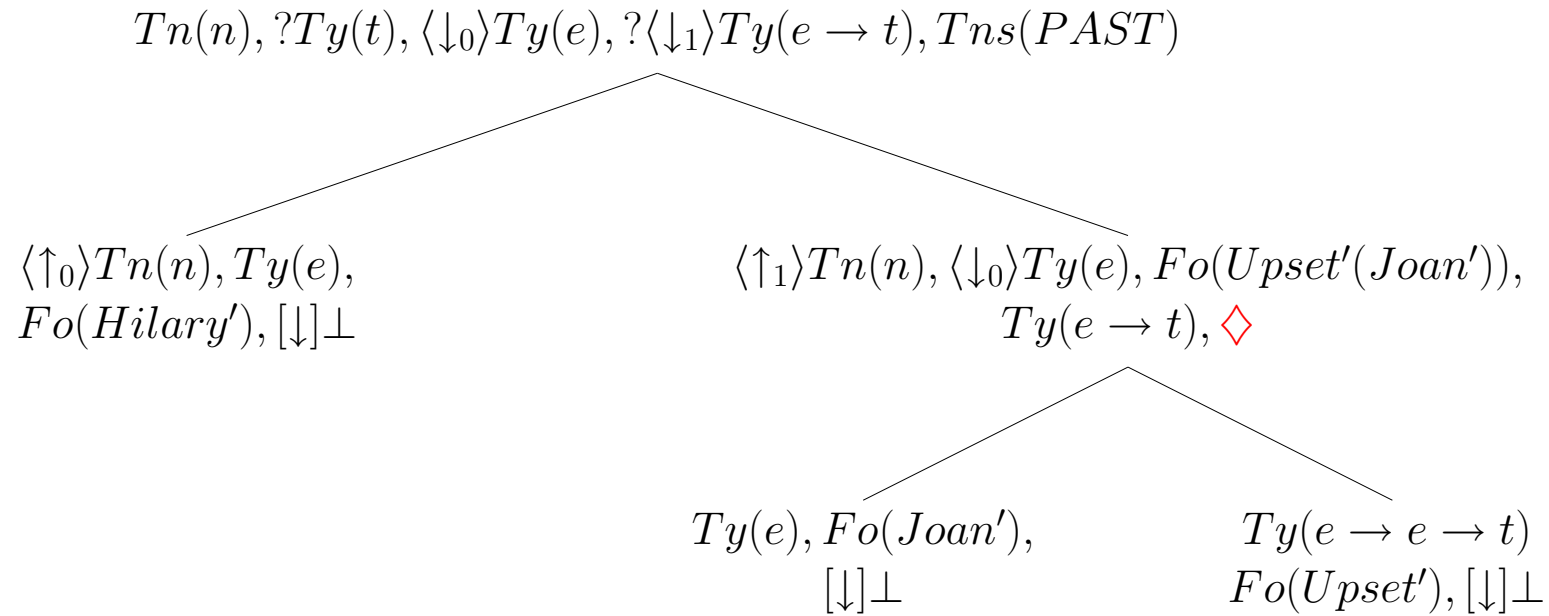 Tn(n), ?Ty(t), ⟨↓₀⟩Ty(e), ?⟨↓₁⟩Ty(e → t), Tns(PAST)
⟨↑₀⟩Tn(n), Ty(e),
Fo(Hilary′), [↓]⊥
⟨↑₁⟩Tn(n), ⟨↓₀⟩Ty(e), Fo(Upset′(Joan′)),
Ty(e → t), ♢
Ty(e), Fo(Joan′),
[↓]⊥
Ty(e → e → t)
Fo(Upset′), [↓]⊥